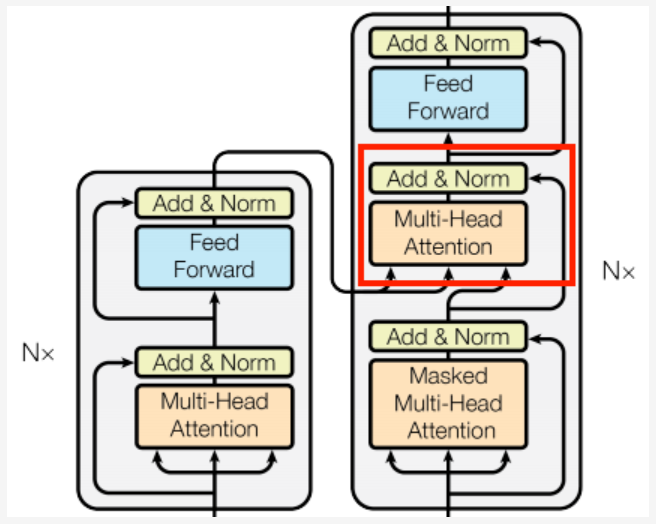 Nx
Add & Norm
Feed
Forward
Add & Norm
Multi-Head
Attention
Add & Norm
Feed
Forward
Add & Norm
Multi-Head
Attention
Add & Norm
Masked
Multi-Head
Attention
Nx